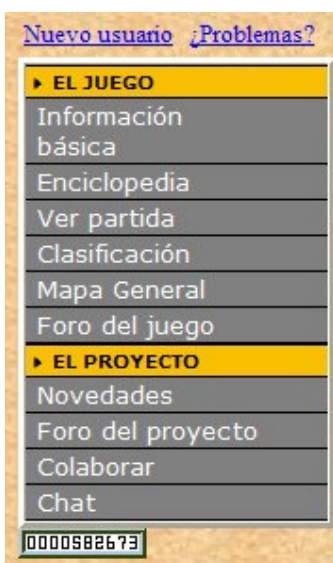 Nuevo usuario ¿Problemas?
EL JUEGO
Información
básica
Enciclopedia
Ver partida
Clasificación
Mapa General
Foro del juego
EL PROYECTO
Novedades
Foro del proyecto
Colaborar
Chat
0000582673